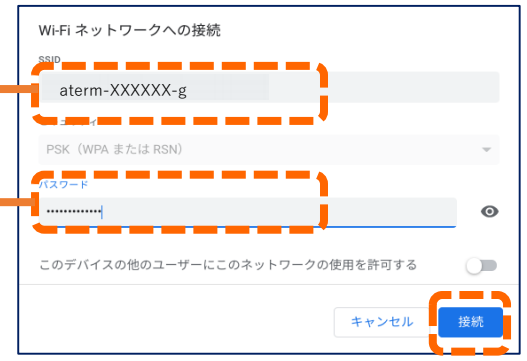 Wi-Fi ネットワークへの接続
SSID
aterm-XXXXXX-g
PSK（WPA または RSN）
パスワード
•••••••••••••
このデバイスの他のユーザーにこのネットワークの使用を許可する
キャンセル
接続